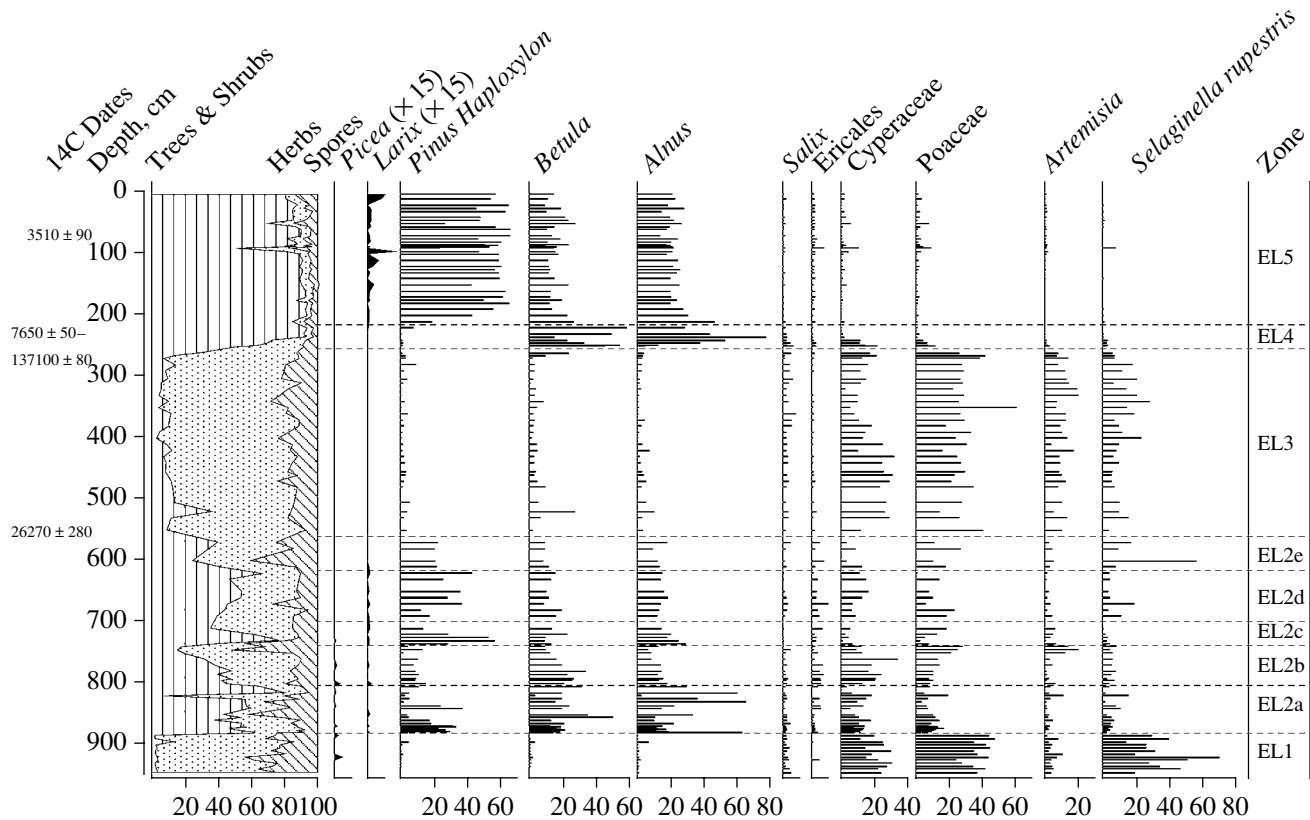 14C Dates
Depth, cm
Trees & Shrubs
Herbs
Spores
Picea (× 15)
Larix (× 15)
Pinus Haploxylon
Betula
Alnus
Salix
Ericales
Cyperaceae
Poaceae
Artemisia
Selaginella rupestris
Zone
0
3510 ± 90
100
200
7650 ± 50–
137100 ± 80
300
400
500
26270 ± 280
600
700
800
900
EL5
EL4
EL3
EL2e
EL2d
EL2c
EL2b
EL2a
EL1
20 40 60 80 100 20 40 60 20 40 60 20 40 60 80 20 40 20 40 60 20 20 40 60 80